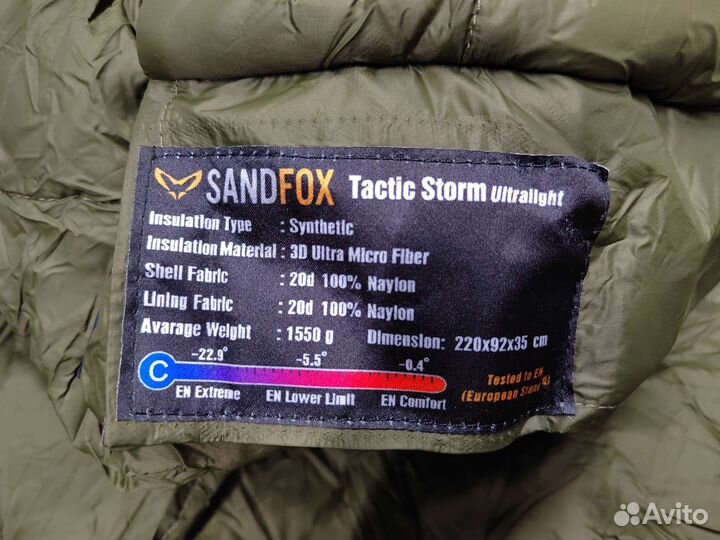 SANDFOX Tactic Storm Ultralight
Insulation Type : Synthetic
Insulation Material : 3D Ultra Micro Fiber
Shell Fabric : 20d 100% Naylon
Lining Fabric : 20d 100% Naylon
Avarage Weight : 1550 g Dimension: 220x92x35 cm
-22.9° -5.5° -0.4°
C
EN Extreme EN Lower Limit EN Comfort
Tested to EN
(European Stand
Avito